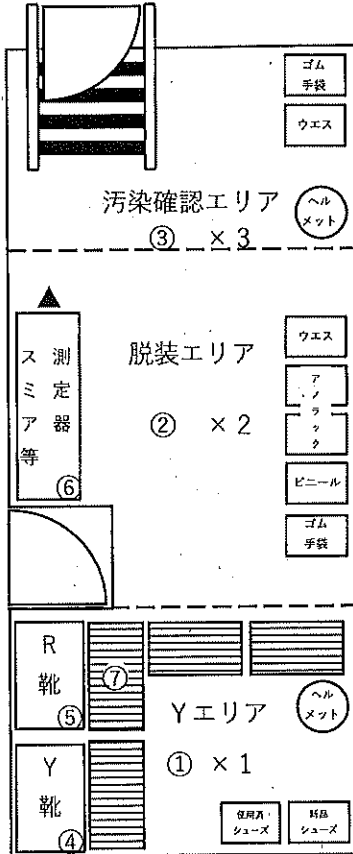 ゴム
手袋
ウエス
汚染確認エリア
③ ×3
ヘル
メット
測定器
スミア等
⑥
脱装エリア
② ×2
ウエス
アノラック
ビニール
ゴム
手袋
R
靴
⑤
⑦
Yエリア
① ×1
ヘル
メット
Y
靴
④
使用済
シューズ
新品
シューズ